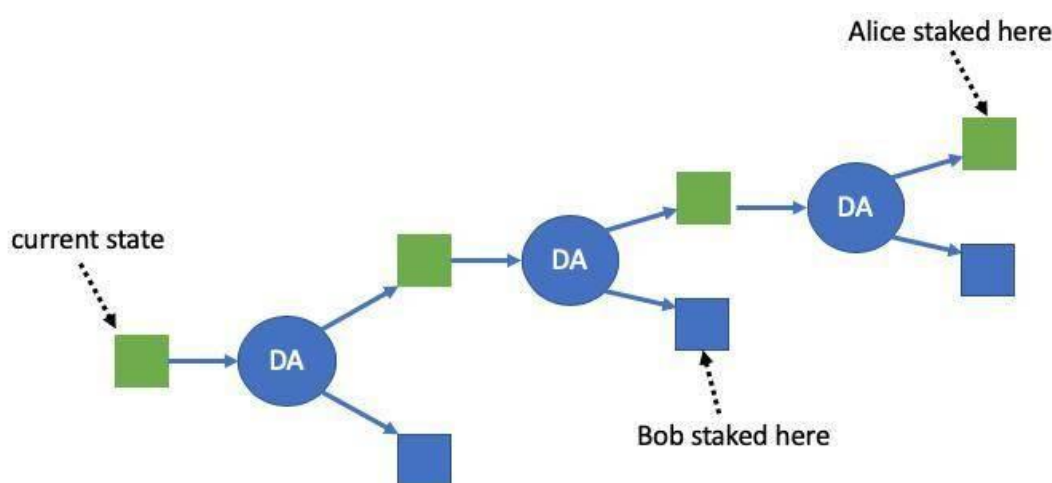 Alice staked here
DA
DA
current state
DA
Bob staked here